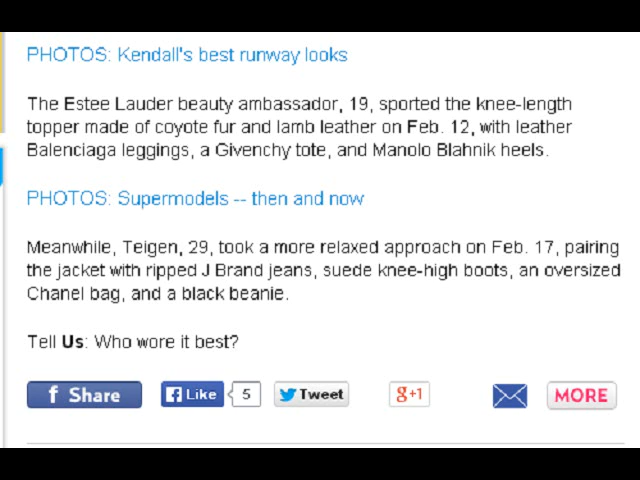 PHOTOS: Kendall's best runway looks
The Estee Lauder beauty ambassador, 19, sported the knee-length
topper made of coyote fur and lamb leather on Feb. 12, with leather
Balenciaga leggings, a Givenchy tote, and Manolo Blahnik heels.
PHOTOS: Supermodels -- then and now
Meanwhile, Teigen, 29, took a more relaxed approach on Feb. 17, pairing
the jacket with ripped J Brand jeans, suede knee-high boots, an oversized
Chanel bag, and a black beanie.
Tell Us: Who wore it best?
f Share f Like 5 Tweet g+1 MORE